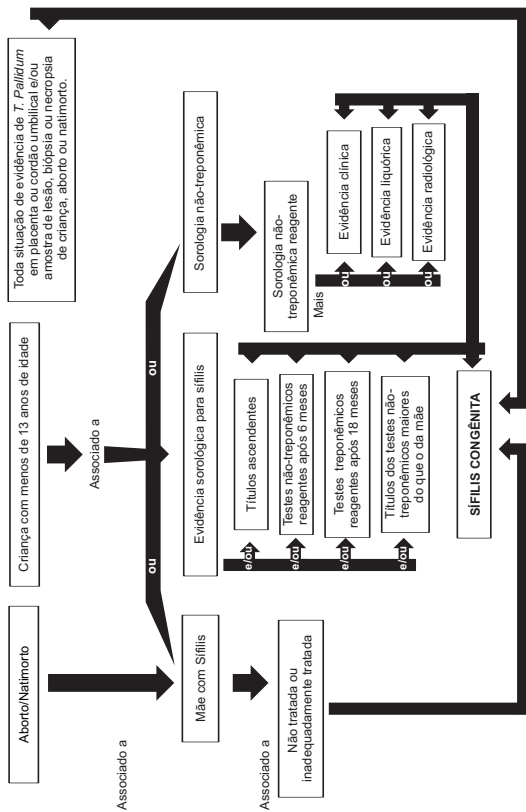 Aborto/Natimorto
Criança com menos de 13 anos de idade
Toda situação de evidência de T. Pallidum
em placenta ou cordão umbilical e/ou
amostra de lesão, biópsia ou necropsia
de criança, aborto ou natimorto.
Associado a
Associado a
ou
ou
ou
Mãe com Sífilis
Evidência sorológica para sífilis
Sorologia não-treponêmica
Associado a
Não tratada ou
inadequadamente tratada
e/ou
Títulos ascendentes
e/ou
Testes não-treponêmicos
reagentes após 6 meses
e/ou
Testes treponêmicos
reagentes após 18 meses
e/ou
Títulos dos testes não-
treponêmicos maiores
do que o da mãe
Sorologia não-
treponêmica reagente
Mais
ou
Evidência clínica
ou
Evidência liquórica
ou
Evidência radiológica
SÍFILIS CONGÊNITA